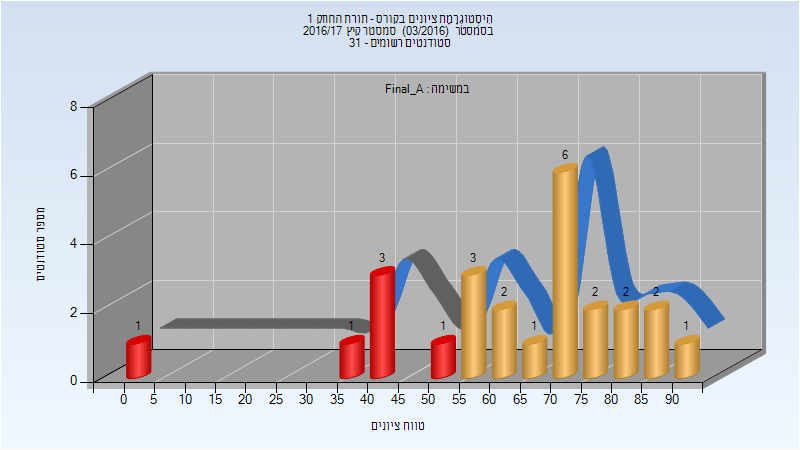 היסטוגרמת ציונים בקורס - תורת החוזק 1
בסמסטר (03/2016) סמסטר קיץ 2016/17
סטודנטים רשומים - 31
במשימה : Final_A
מספר סטודנטים
8
6
4
2
0
1
1
3
1
3
2
1
6
2
2
2
1
0 5 10 15 20 25 30 35 40 45 50 55 60 65 70 75 80 85 90
טווח ציונים